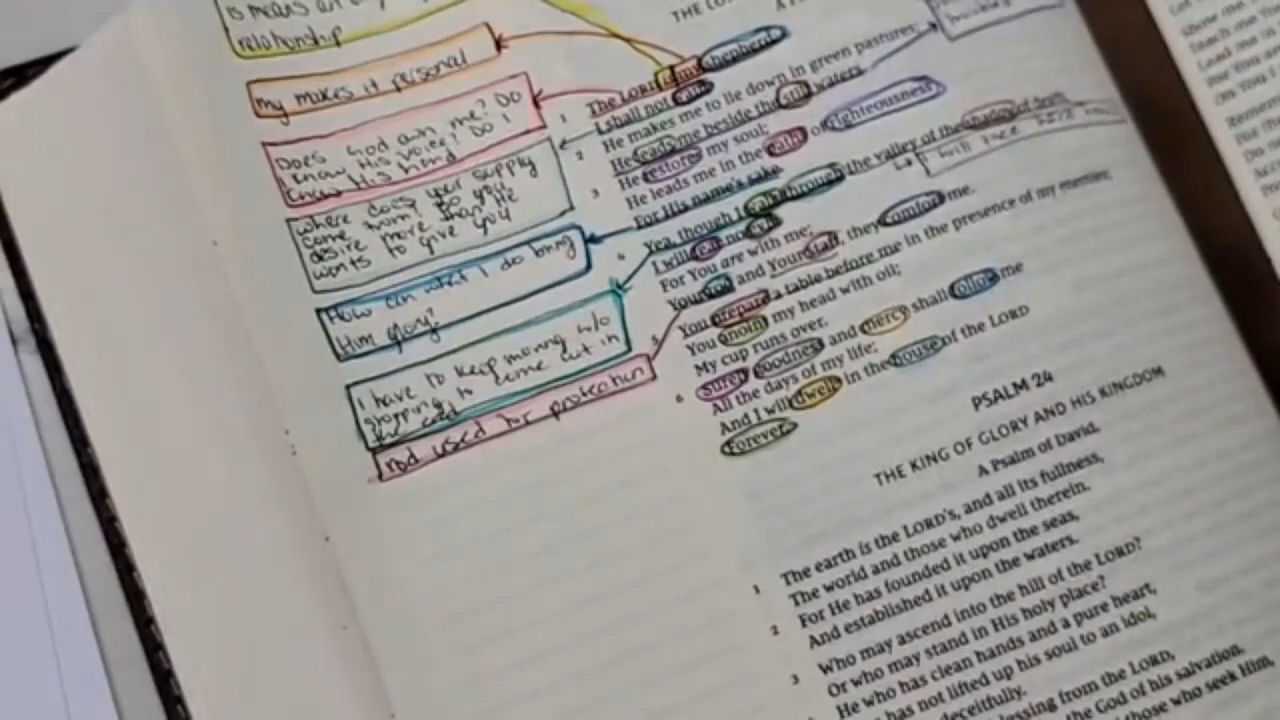 is means
relationship
my makes it personal
Does God own me? Do
I know His voice? Do I
know His hand
where does your supply
come from? Do you
desire more than He
wants to give you
How can what I do bring
Him glory?
I have to keep moving w/o
stopping to come out in
the end
rod used for protection
The LORD is my shepherd
I shall not want
He makes me to lie down in green pastures;
He leads me beside the still waters.
He restores my soul;
He leads me in the path of righteousness
For His name's sake.
Yea, though I walk through the valley of the shadow of death
I will
I will fear no evil
For You are with me;
Your rod and Your staff, they comfort me.
You prepare a table before me in the presence of my enemies;
You anoint my head with oil;
My cup runs over.
Surely goodness and mercy shall follow me
All the days of my life;
And I will dwell in the house of the LORD
Forever.
PSALM 24
THE KING OF GLORY AND HIS KINGDOM
A Psalm of David.
1 The earth is the LORD's, and all its fullness,
The world and those who dwell therein.
2 For He has founded it upon the seas,
And established it upon the waters.
3 Who may ascend into the hill of the LORD?
Or who may stand in His holy place?
He who has clean hands and a pure heart,
has not lifted up his soul to an idol,
deceitfully.
blessing from the LORD,
the God of his salvation.
those who seek Him,